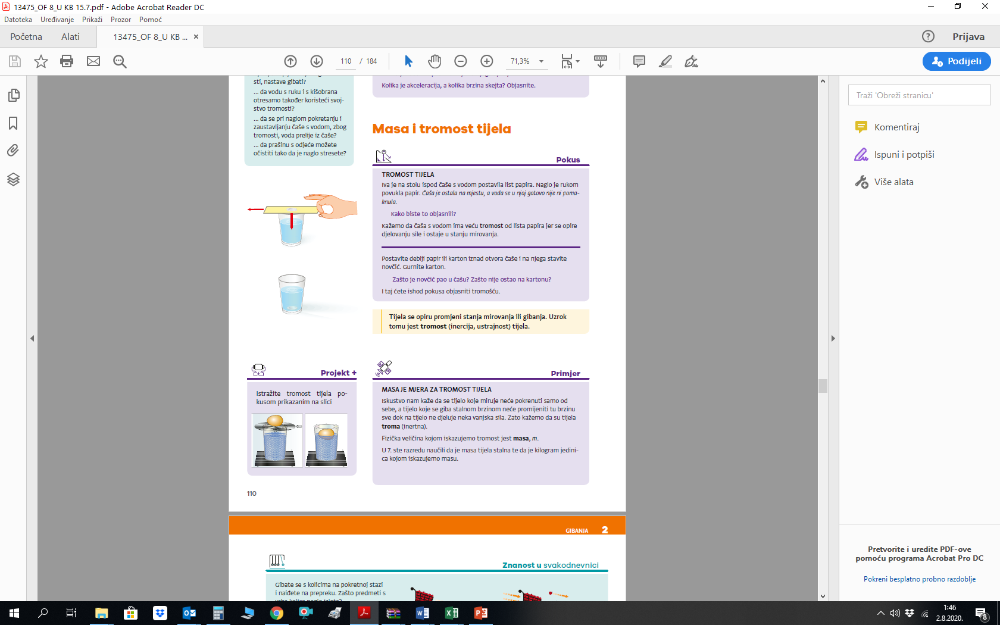 13475_OF 8_U KB 15.7.pdf - Adobe Acrobat Reader DC
Datoteka Uređivanje Prikaži Prozor Pomoć
Početna Alati 13475_OF 8_U KB ... × Prijava
110 / 184 71,3% Podijeli
sti, nastave gibati?
... da vodu s ruku i s kišobrana
otresamo također koristeći svoj-
stvo tromosti?
... da se pri naglom pokretanju i
zaustavljanju čaše s vodom, zbog
tromosti, voda prelije iz čaše?
... da prašinu s odjeće možete
očistiti tako da je naglo stresete?
Kolika je akceleracija, a kolika brzina skejta? Objasnite.
Masa i tromost tijela
Pokus
TROMOST TIJELA
Iva je na stolu ispod čaše s vodom postavila list papira. Naglo je rukom
povukla papir. Čaša je ostala na mjestu, a voda se u njoj gotovo nije ni poma-
knula.
Kako biste to objasnili?
Kažemo da čaša s vodom ima veću tromost od lista papira jer se opire
djelovanju sile i ostaje u stanju mirovanja.
Postavite deblji papir ili karton iznad otvora čaše i na njega stavite
novčić. Gurnite karton.
Zašto je novčić pao u čašu? Zašto nije ostao na kartonu?
I taj ćete ishod pokusa objasniti tromošću.
Tijela se opiru promjeni stanja mirovanja ili gibanja. Uzrok
tomu jest tromost (inercija, ustrajnost) tijela.
Projekt +
Istražite tromost tijela po-
kusom prikazanim na slici
Primjer
MASA JE MJERA ZA TROMOST TIJELA
Iskustvo nam kaže da se tijelo koje miruje neće pokrenuti samo od
sebe, a tijelo koje se giba stalnom brzinom neće promijeniti tu brzinu
sve dok na tijelo ne djeluje neka vanjska sila. Zato kažemo da su tijela
troma (inertna).
Fizička veličina kojom iskazujemo tromost jest masa, m.
U 7. ste razredu naučili da je masa tijela stalna te da je kilogram jedini-
ca kojom iskazujemo masu.
110
GIBANJA 2
Znanost u svakodnevnici
Gibate se s kolicima na pokretnoj stazi
i naiđete na prepreku. Zašto predmeti s
Traži 'Obreži stranicu'
Komentiraj
Ispuni i potpiši
Više alata
Pretvorite i uredite PDF-ove
pomoću programa Acrobat Pro DC
Pokreni besplatno probno razdoblje
1:46
2.8.2020.
8